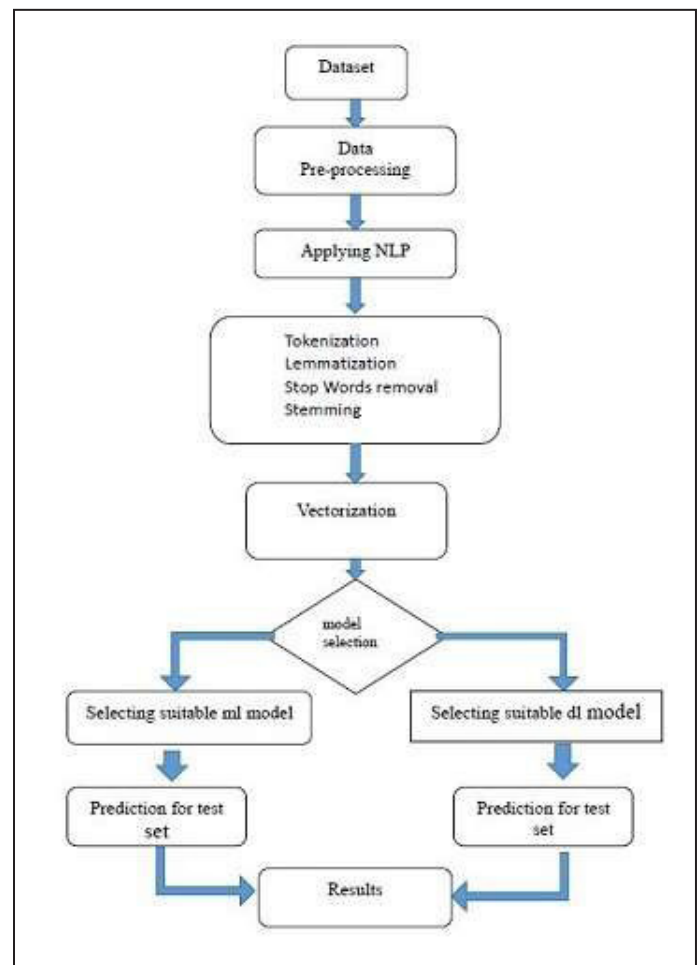 Dataset
Data
Pre-processing
Applying NLP
Tokenization
Lemmatization
Stop Words removal
Stemming
Vectorization
model
selection
Selecting suitable ml model
Selecting suitable dl model
Prediction for test
set
Prediction for test
set
Results